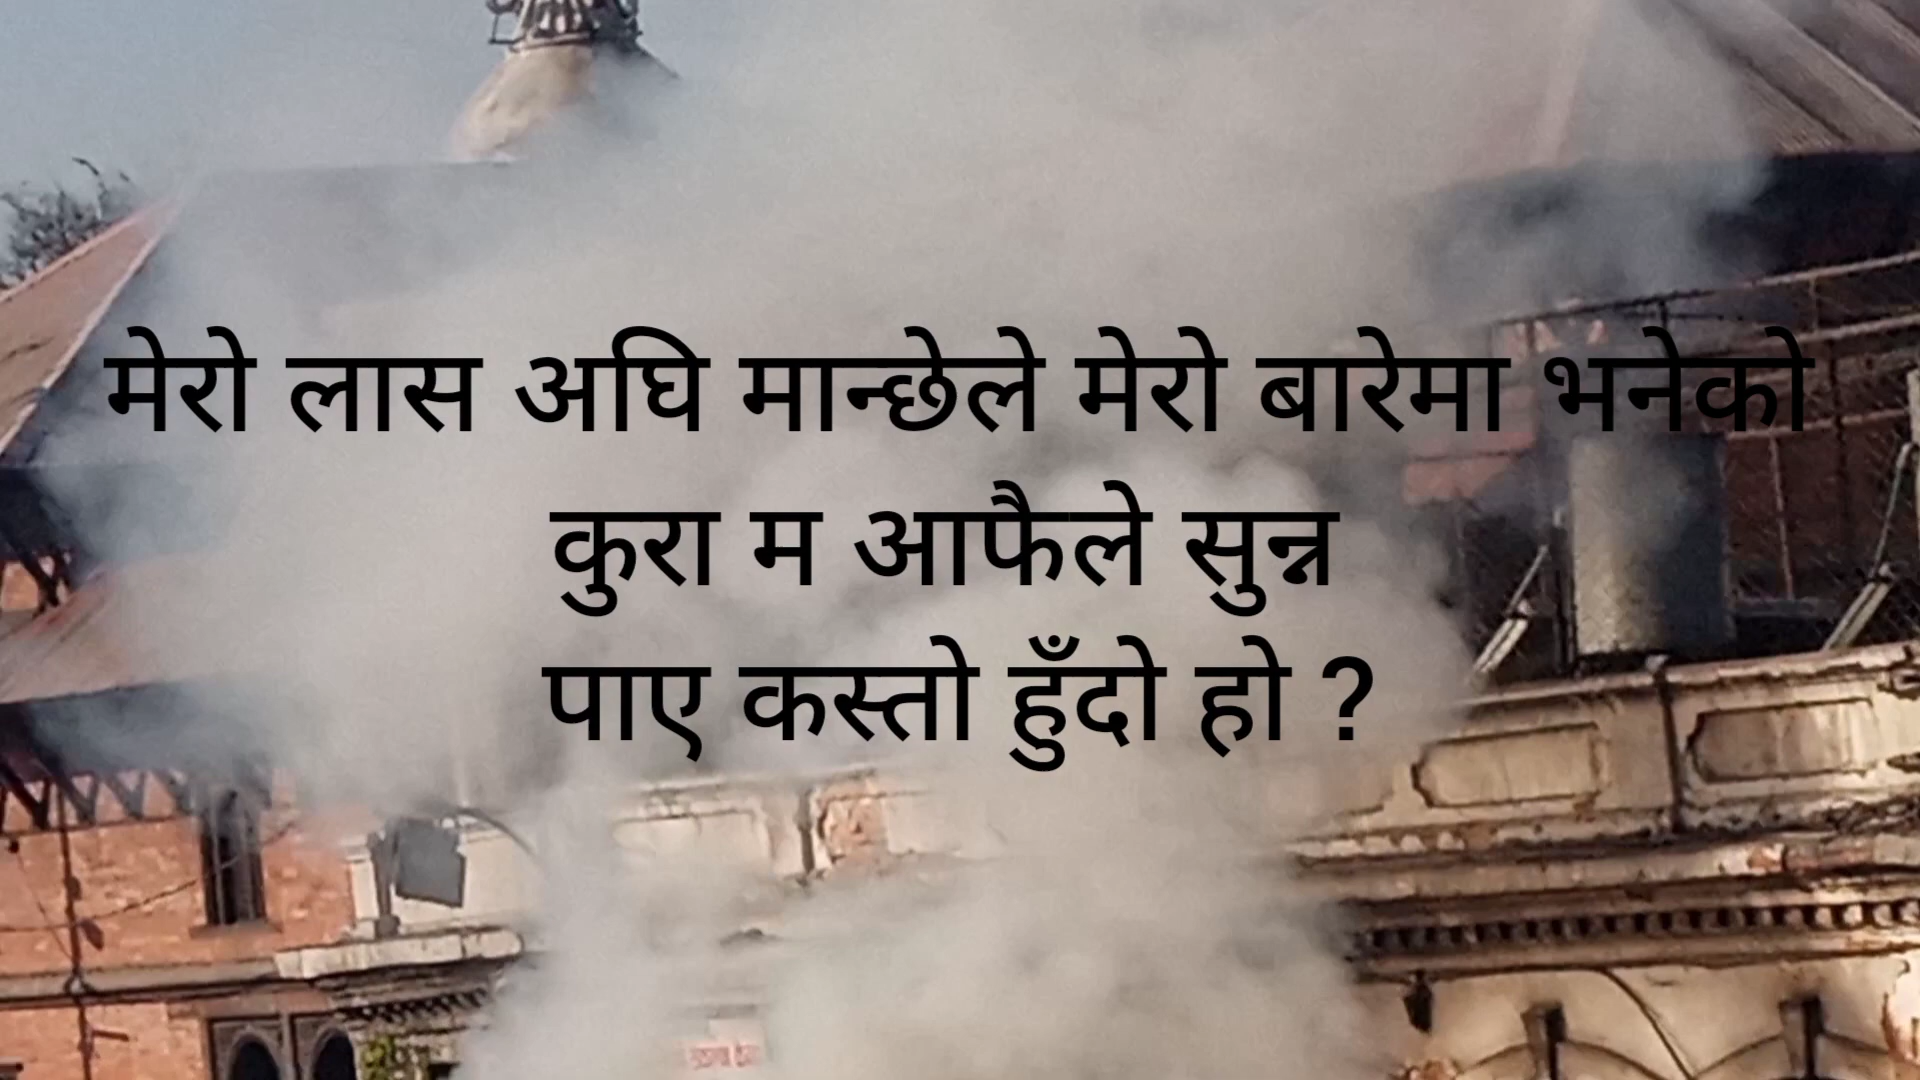 मेरो लास अघि मान्छेले मेरो बारेमा भनेको
कुरा म आफैले सुन्न
पाए कस्तो हुँदो हो ?